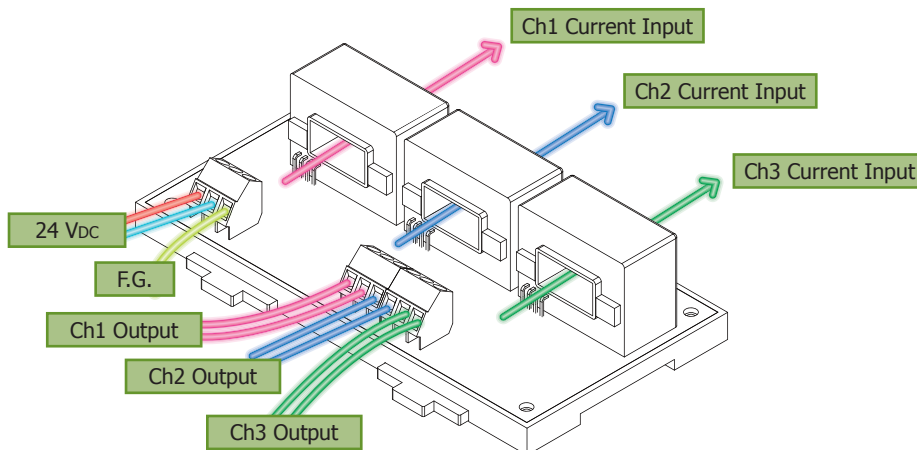 Ch1 Current Input
Ch2 Current Input
Ch3 Current Input
24 VDC
F.G.
Ch1 Output
Ch2 Output
Ch3 Output